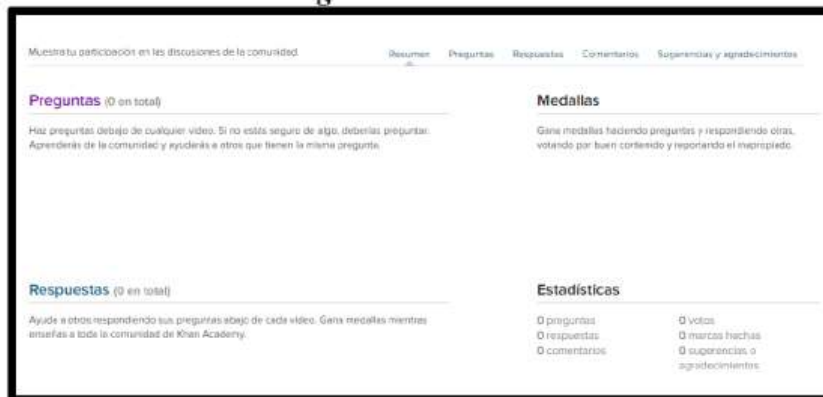 Muestra tu participación en las discusiones de la comunidad.
Resumen Preguntas Respuestas Comentarios Sugerencias y agradecimientos
Preguntas (0 en total)
Haz preguntas debajo de cualquier video. Si no estás seguro de algo, deberías preguntar.
Aprenderás de la comunidad y ayudarás a otros que tienen la misma pregunta.
Medallas
Gana medallas haciendo preguntas y respondiendo otras,
votando por buen contenido y reportando el inapropiado.
Respuestas (0 en total)
Ayuda a otros respondiendo sus preguntas abajo de cada video. Gana medallas mientras
enseñas a toda la comunidad de Khan Academy.
Estadísticas
0 preguntas
0 respuestas
0 comentarios
0 votos
0 marcas hechas
0 sugerencias o
agradecimientos